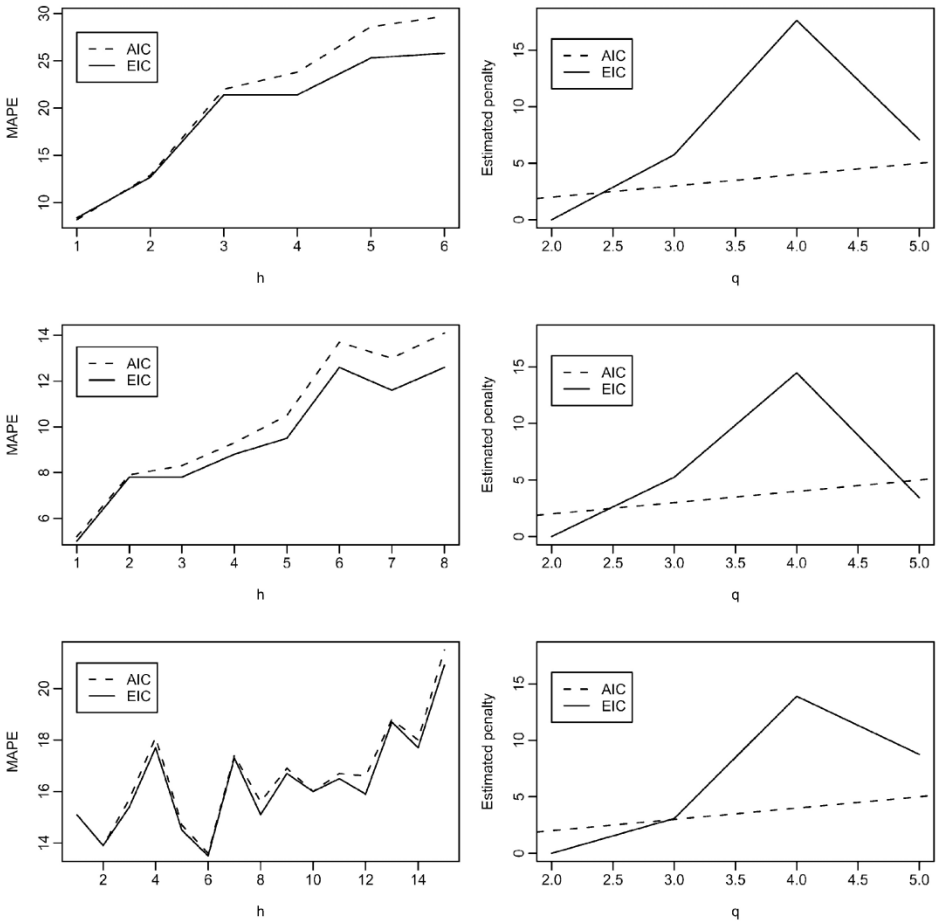 MAPE
30
25
20
15
10
AIC
EIC
1 2 3 4 5 6
h
Estimated penalty
15
10
5
0
AIC
EIC
2.0 2.5 3.0 3.5 4.0 4.5 5.0
q
MAPE
14
12
10
8
6
AIC
EIC
1 2 3 4 5 6 7 8
h
Estimated penalty
15
10
5
0
AIC
EIC
2.0 2.5 3.0 3.5 4.0 4.5 5.0
q
MAPE
20
18
16
14
AIC
EIC
2 4 6 8 10 12 14
h
Estimated penalty
15
10
5
0
AIC
EIC
2.0 2.5 3.0 3.5 4.0 4.5 5.0
q